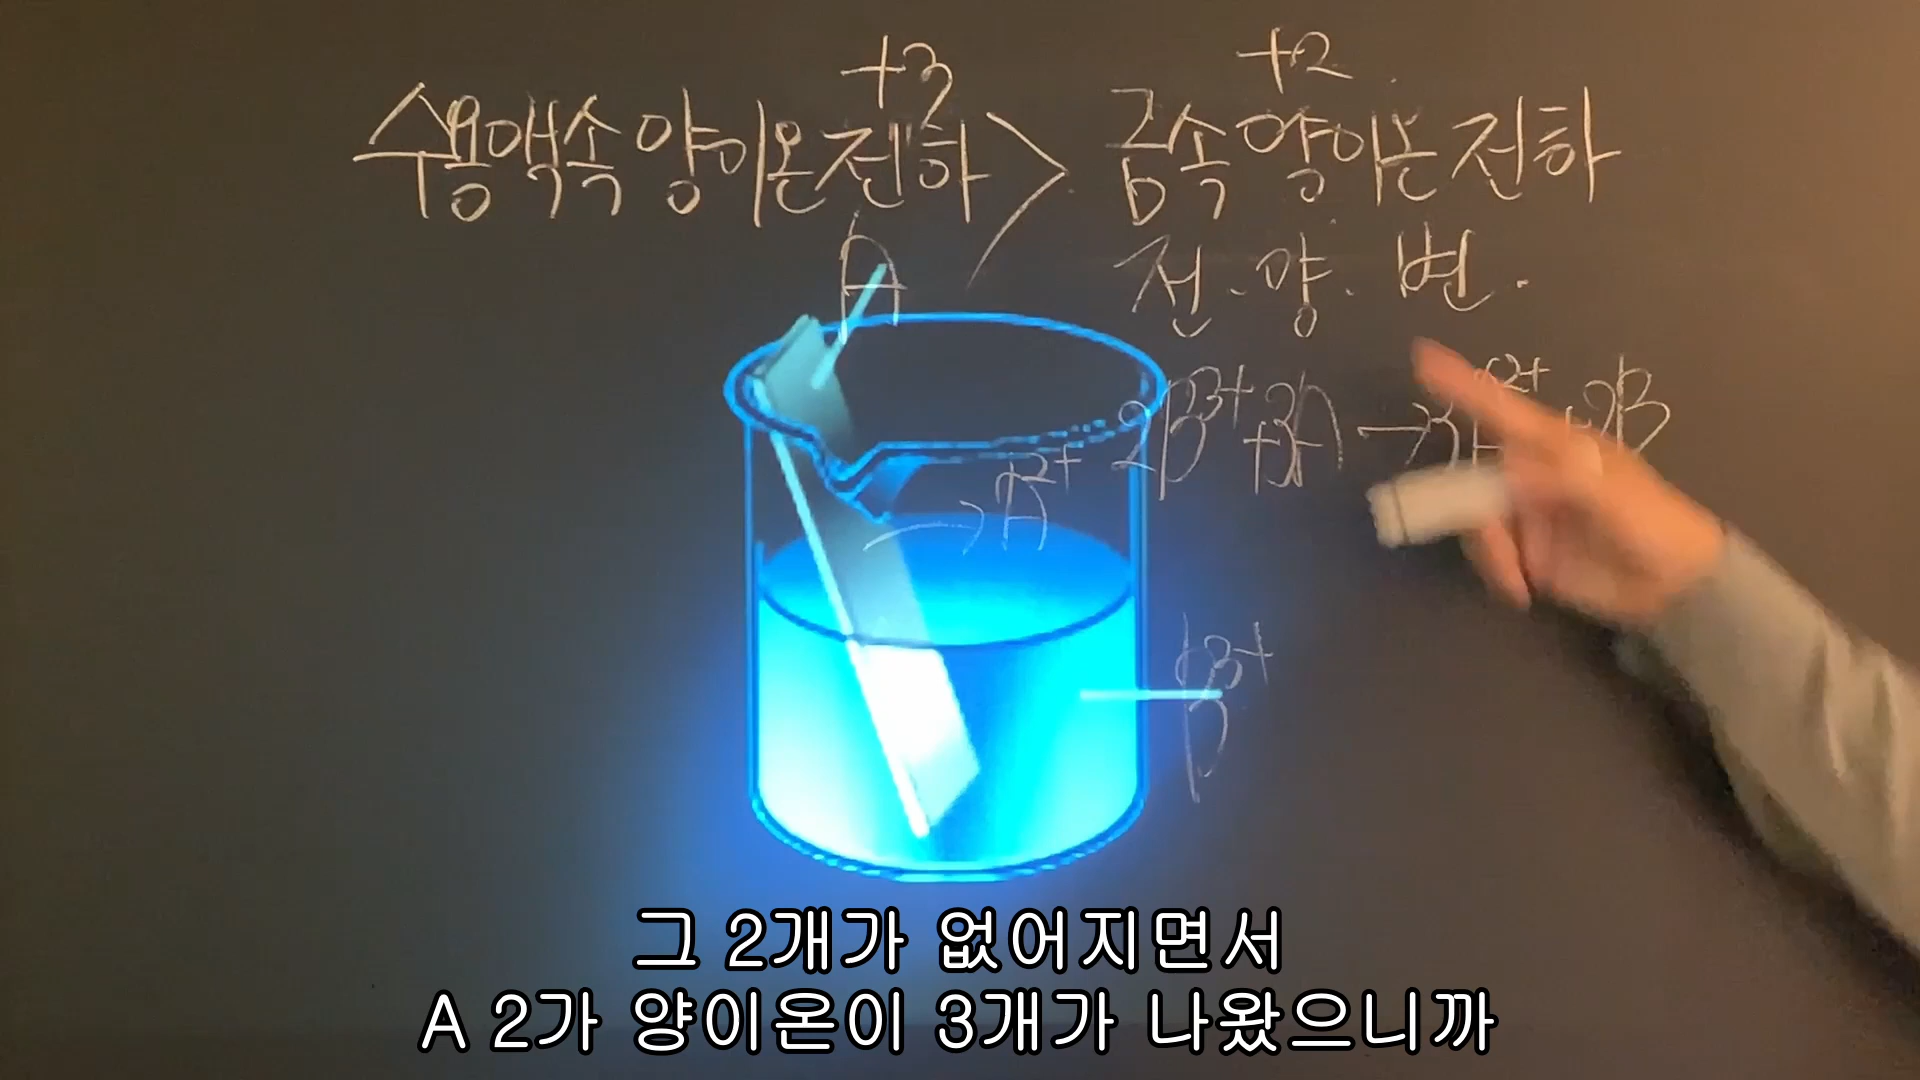 +3 +2
수용액속 양이온전하 > 금속 양이온 전하
A 전·양·변·
2B3+ +3A → 3A2+ +2B
→ A2+
B3+
그 2개가 없어지면서
A 2가 양이온이 3개가 나왔으니까